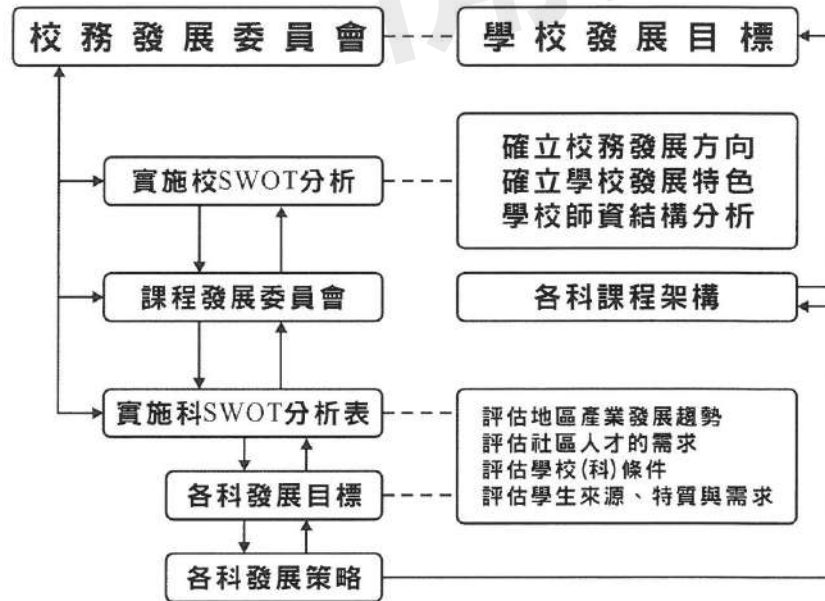 校務發展委員會
學校發展目標
實施校SWOT分析
確立校務發展方向
確立學校發展特色
學校師資結構分析
課程發展委員會
各科課程架構
實施科SWOT分析表
評估地區產業發展趨勢
評估社區人才的需求
評估學校(科)條件
評估學生來源、特質與需求
各科發展目標
各科發展策略